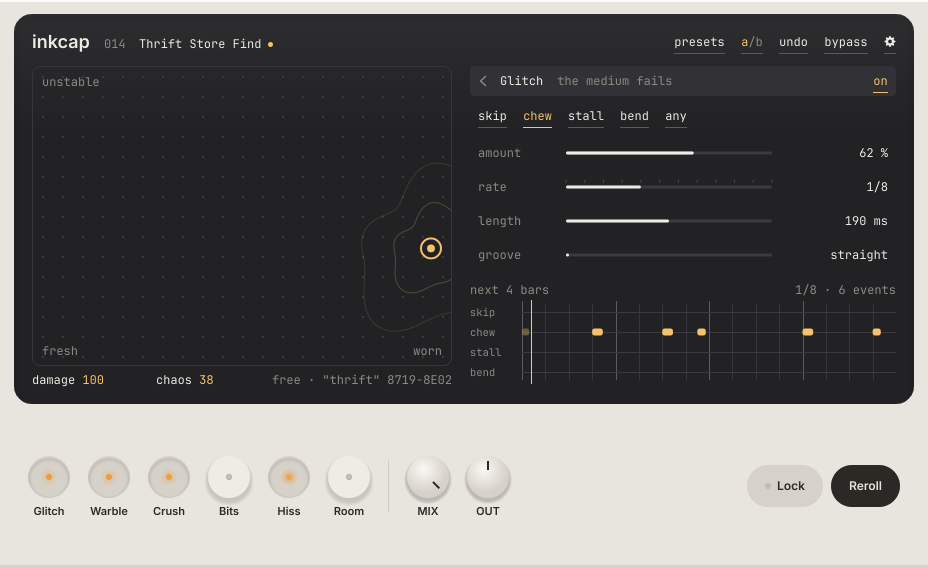 inkcap 014 Thrift Store Find
presets a/b undo bypass
unstable
fresh worn
damage 100 chaos 38 free · "thrift" 8719-8E02
Glitch the medium fails on
skip chew stall bend any
amount 62 %
rate 1/8
length 190 ms
groove straight
next 4 bars 1/8 · 6 events
skip
chew
stall
bend
Glitch Warble Crush Bits Hiss Room MIX OUT
Lock Reroll